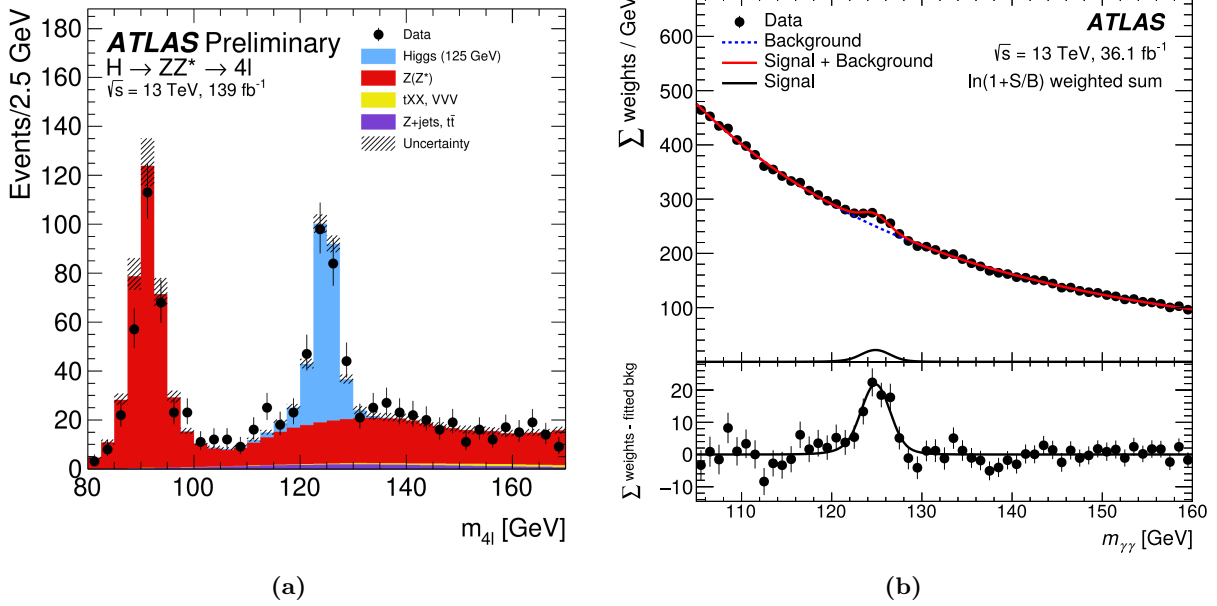 ATLAS Preliminary
H → ZZ* → 4l
√s = 13 TeV, 139 fb⁻¹
Data
Higgs (125 GeV)
Z(Z*)
tXX, VVV
Z+jets, tt̄
Uncertainty
Events/2.5 GeV
180
160
140
120
100
80
60
40
20
0
80 100 120 140 160
m₄ₗ [GeV]
(a)
Data
Background
Signal + Background
Signal
ATLAS
√s = 13 TeV, 36.1 fb⁻¹
ln(1+S/B) weighted sum
∑ weights / GeV
600
500
400
300
200
100
∑ weights - fitted bkg
20
10
0
−10
110 120 130 140 150 160
m_γγ [GeV]
(b)